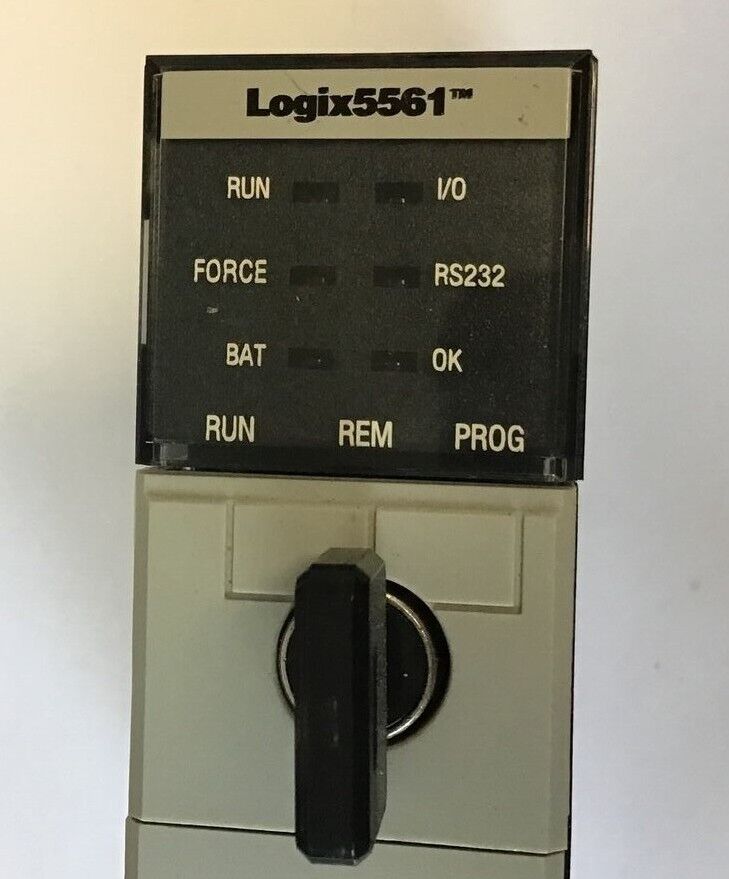 Logix5561™
RUN I/O
FORCE RS232
BAT OK
RUN REM PROG